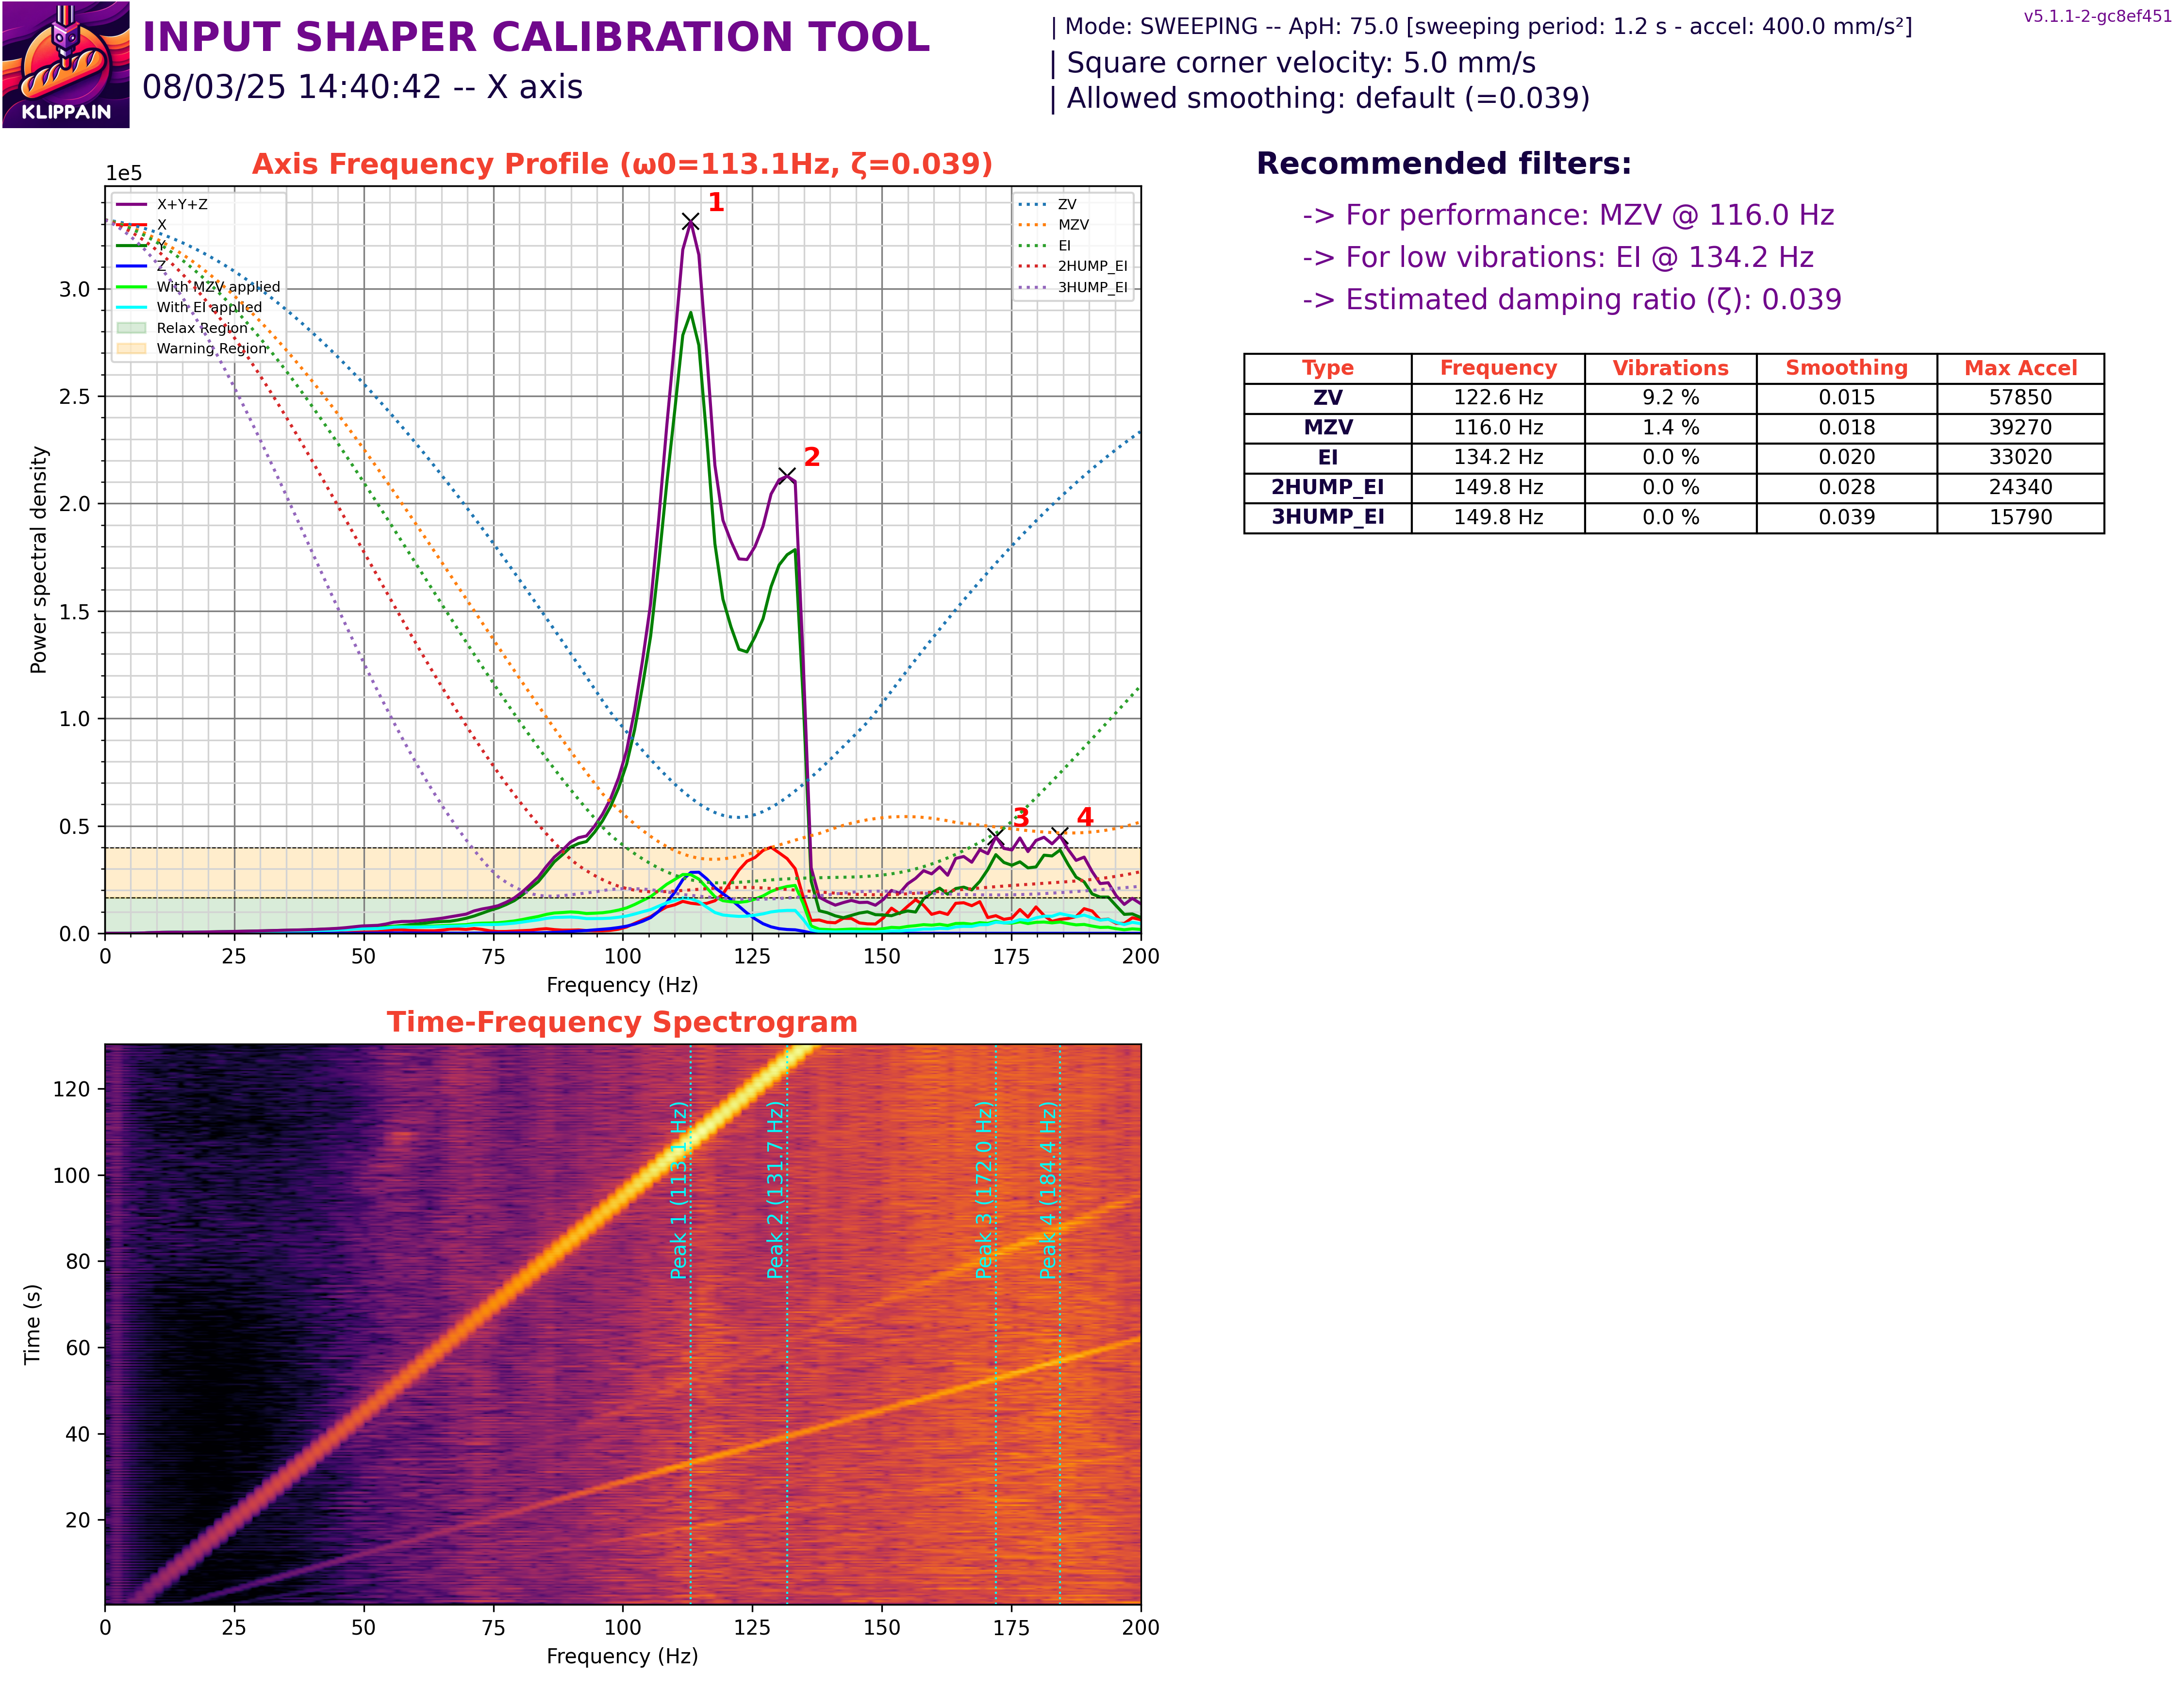 KLIPPAIN
INPUT SHAPER CALIBRATION TOOL
08/03/25 14:40:42 -- X axis
| Mode: SWEEPING -- ApH: 75.0 [sweeping period: 1.2 s - accel: 400.0 mm/s²]
| Square corner velocity: 5.0 mm/s
| Allowed smoothing: default (=0.039)
v5.1.1-2-gc8ef451
Axis Frequency Profile (ω0=113.1Hz, ζ=0.039)
1e5
X+Y+Z
X
Y
Z
With MZV applied
With EI applied
Relax Region
Warning Region
ZV
MZV
EI
2HUMP_EI
3HUMP_EI
1
2
3
4
Power spectral density
3.0
2.5
2.0
1.5
1.0
0.5
0.0
0 25 50 75 100 125 150 175 200
Frequency (Hz)
Recommended filters:
-> For performance: MZV @ 116.0 Hz
-> For low vibrations: EI @ 134.2 Hz
-> Estimated damping ratio (ζ): 0.039
Type Frequency Vibrations Smoothing Max Accel
ZV 122.6 Hz 9.2 % 0.015 57850
MZV 116.0 Hz 1.4 % 0.018 39270
EI 134.2 Hz 0.0 % 0.020 33020
2HUMP_EI 149.8 Hz 0.0 % 0.028 24340
3HUMP_EI 149.8 Hz 0.0 % 0.039 15790
Time-Frequency Spectrogram
Time (s)
120
100
80
60
40
20
Peak 1 (113.1 Hz)
Peak 2 (131.7 Hz)
Peak 3 (172.0 Hz)
Peak 4 (184.4 Hz)
0 25 50 75 100 125 150 175 200
Frequency (Hz)